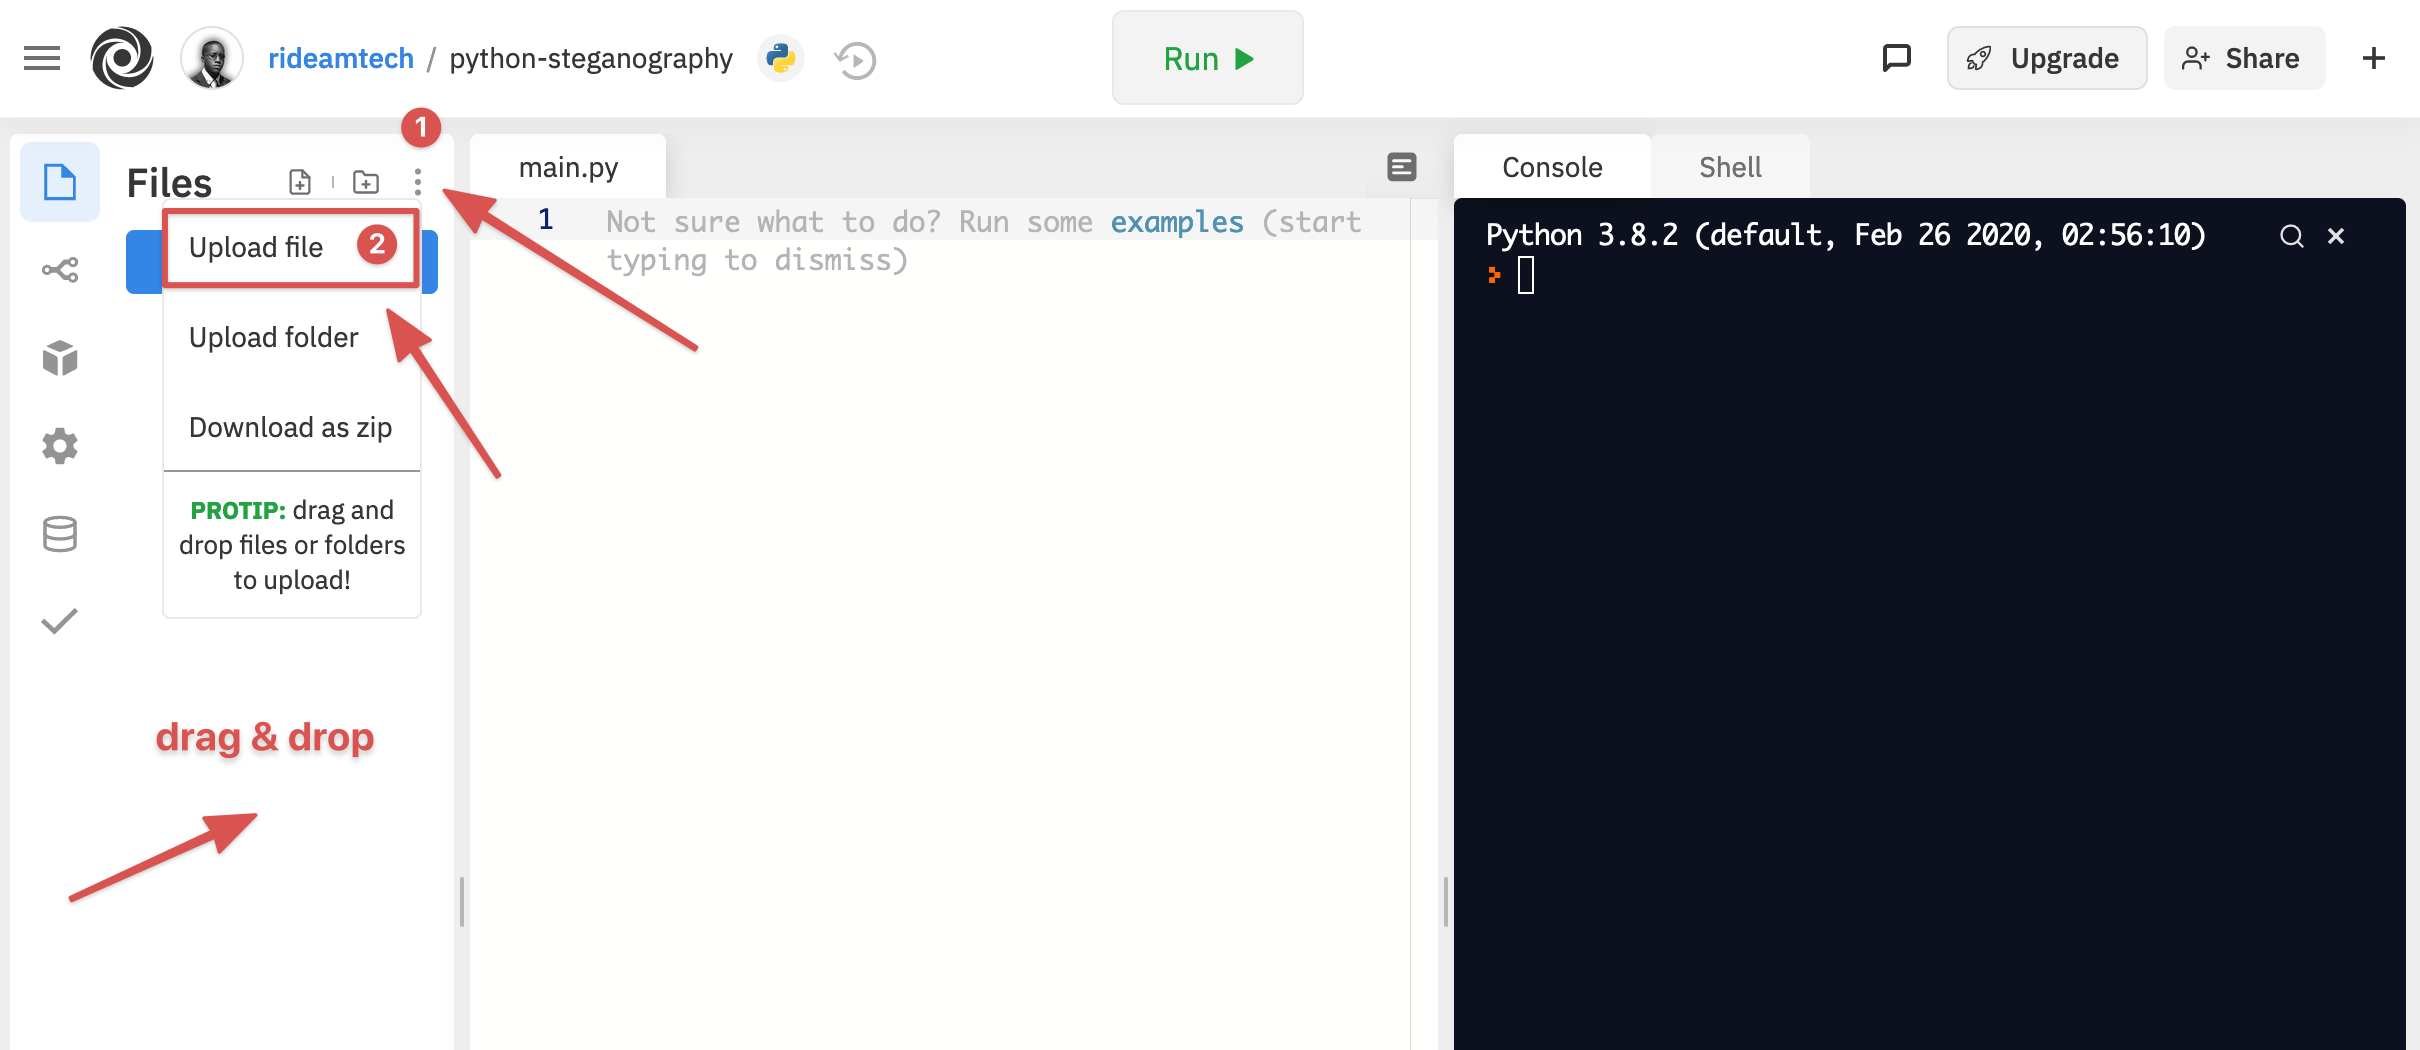 rideamtech / python-steganography
Run
Upgrade
Share
1
Files
main.py
Console
Shell
Upload file 2
Upload folder
Download as zip
PROTIP: drag and
drop files or folders
to upload!
drag & drop
1 Not sure what to do? Run some examples (start
typing to dismiss)
Python 3.8.2 (default, Feb 26 2020, 02:56:10)